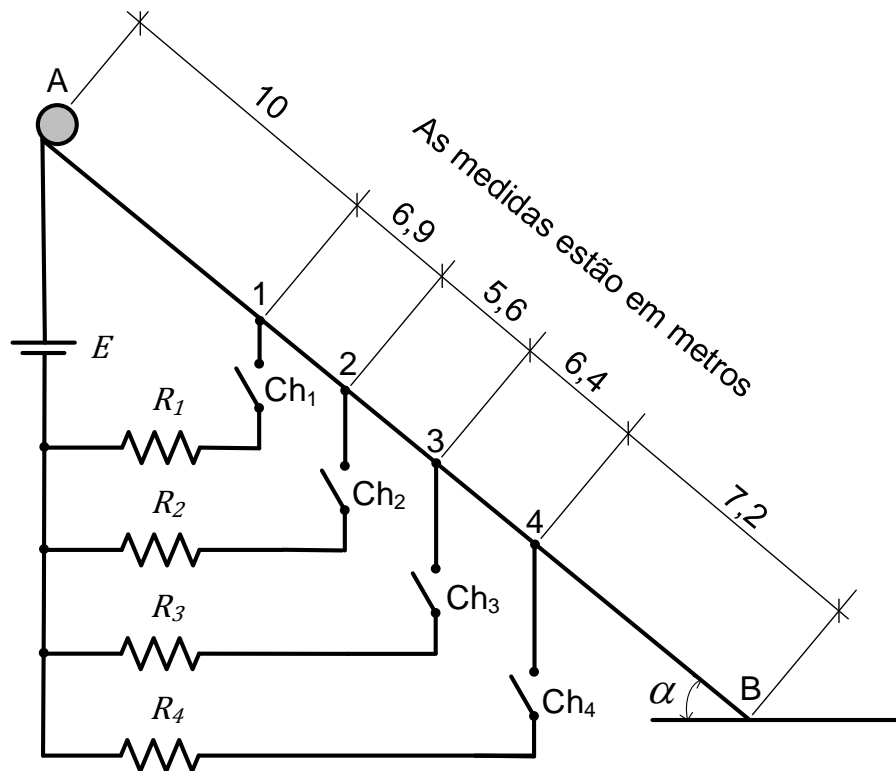 A
10
As medidas estão em metros
6,9
5,6
6,4
7,2
1
2
3
4
E
Ch1
Ch2
Ch3
Ch4
R1
R2
R3
R4
α
B